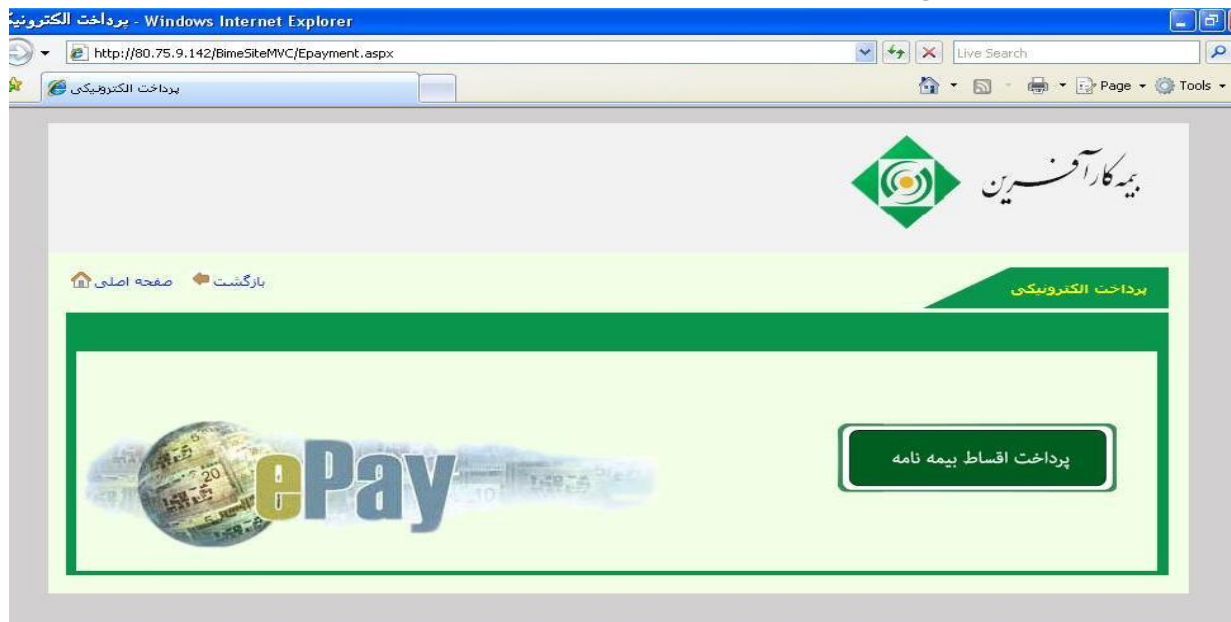 پرداخت الکترونیک - Windows Internet Explorer
http://80.75.9.142/BimeSiteMVC/Epayment.aspx
Live Search
پرداخت الکترونیکی
Page
Tools
بیمه کارآفرین
بازگشت
صفحه اصلی
پرداخت الکترونیکی
ePay
پرداخت اقساط بیمه نامه